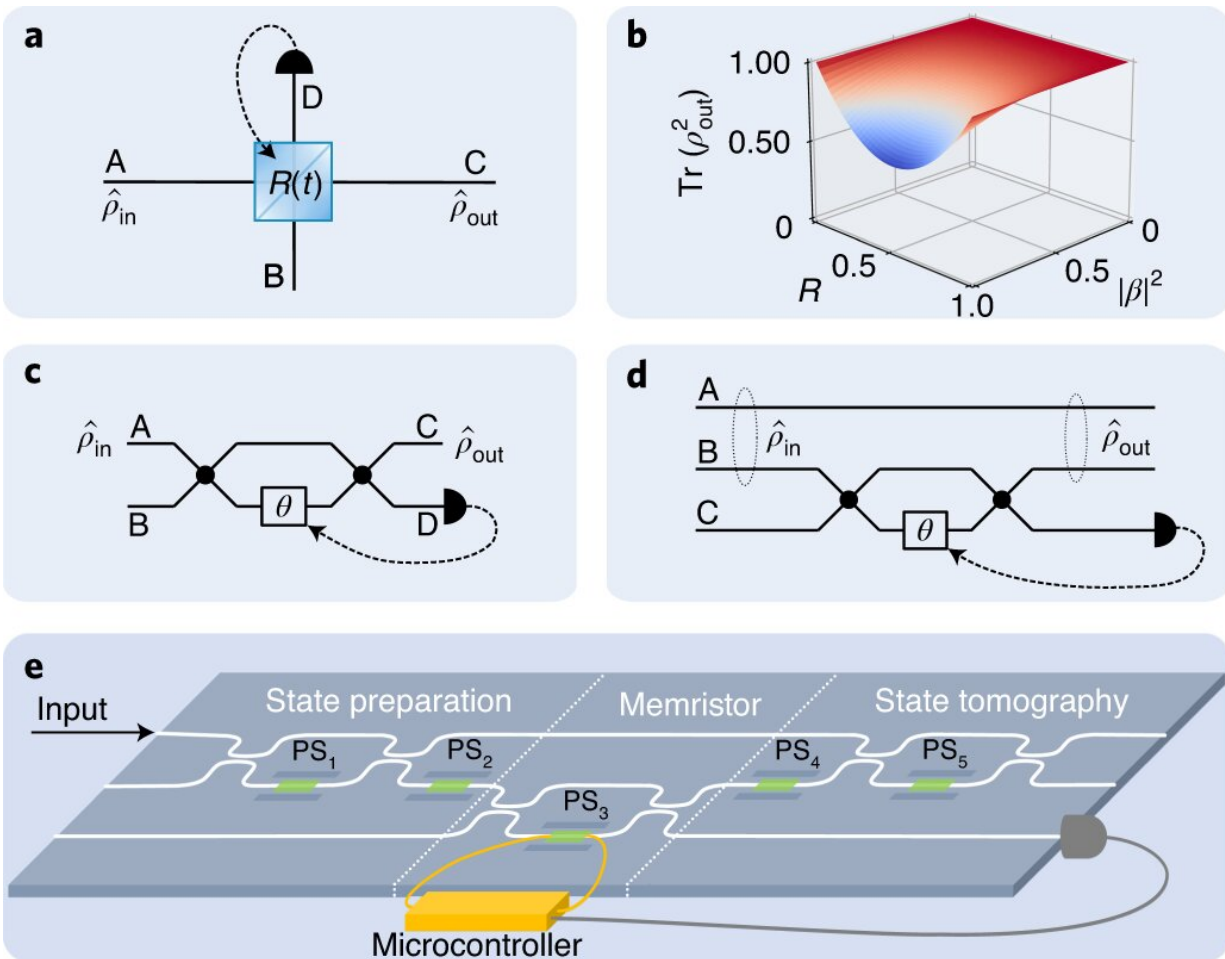 a
D
A
R(t)
C
ρ̂in
ρ̂out
B
b
1.00
0.50
0
Tr (ρ²out)
0.5
R
1.0
0.5
0
|β|²
c
ρ̂in
A
C
ρ̂out
B
θ
D
d
A
ρ̂in
ρ̂out
B
C
θ
e
Input
State preparation
Memristor
State tomography
PS₁
PS₂
PS₃
PS₄
PS₅
Microcontroller